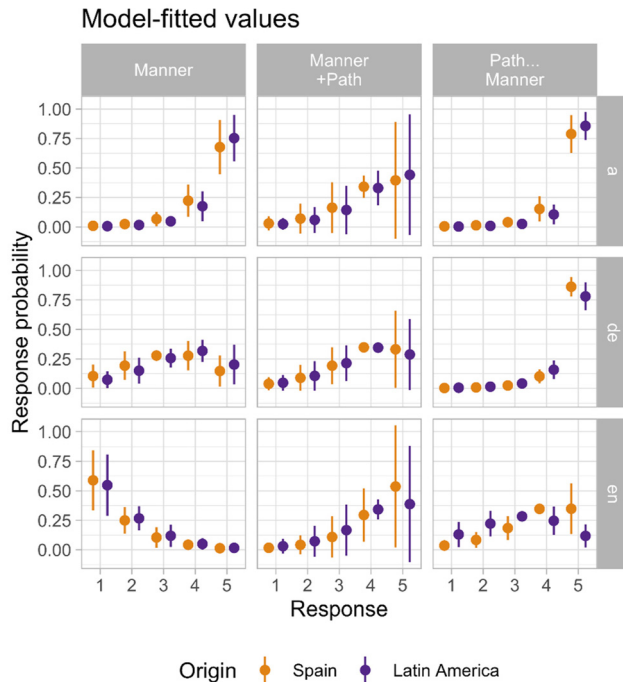 Model-fitted values
Manner
Manner
+Path
Path...
Manner
1.00
0.75
0.50
0.25
0.00
a
1.00
0.75
0.50
0.25
0.00
de
1.00
0.75
0.50
0.25
0.00
en
Response probability
1 2 3 4 5
1 2 3 4 5
1 2 3 4 5
Response
Origin Spain Latin America